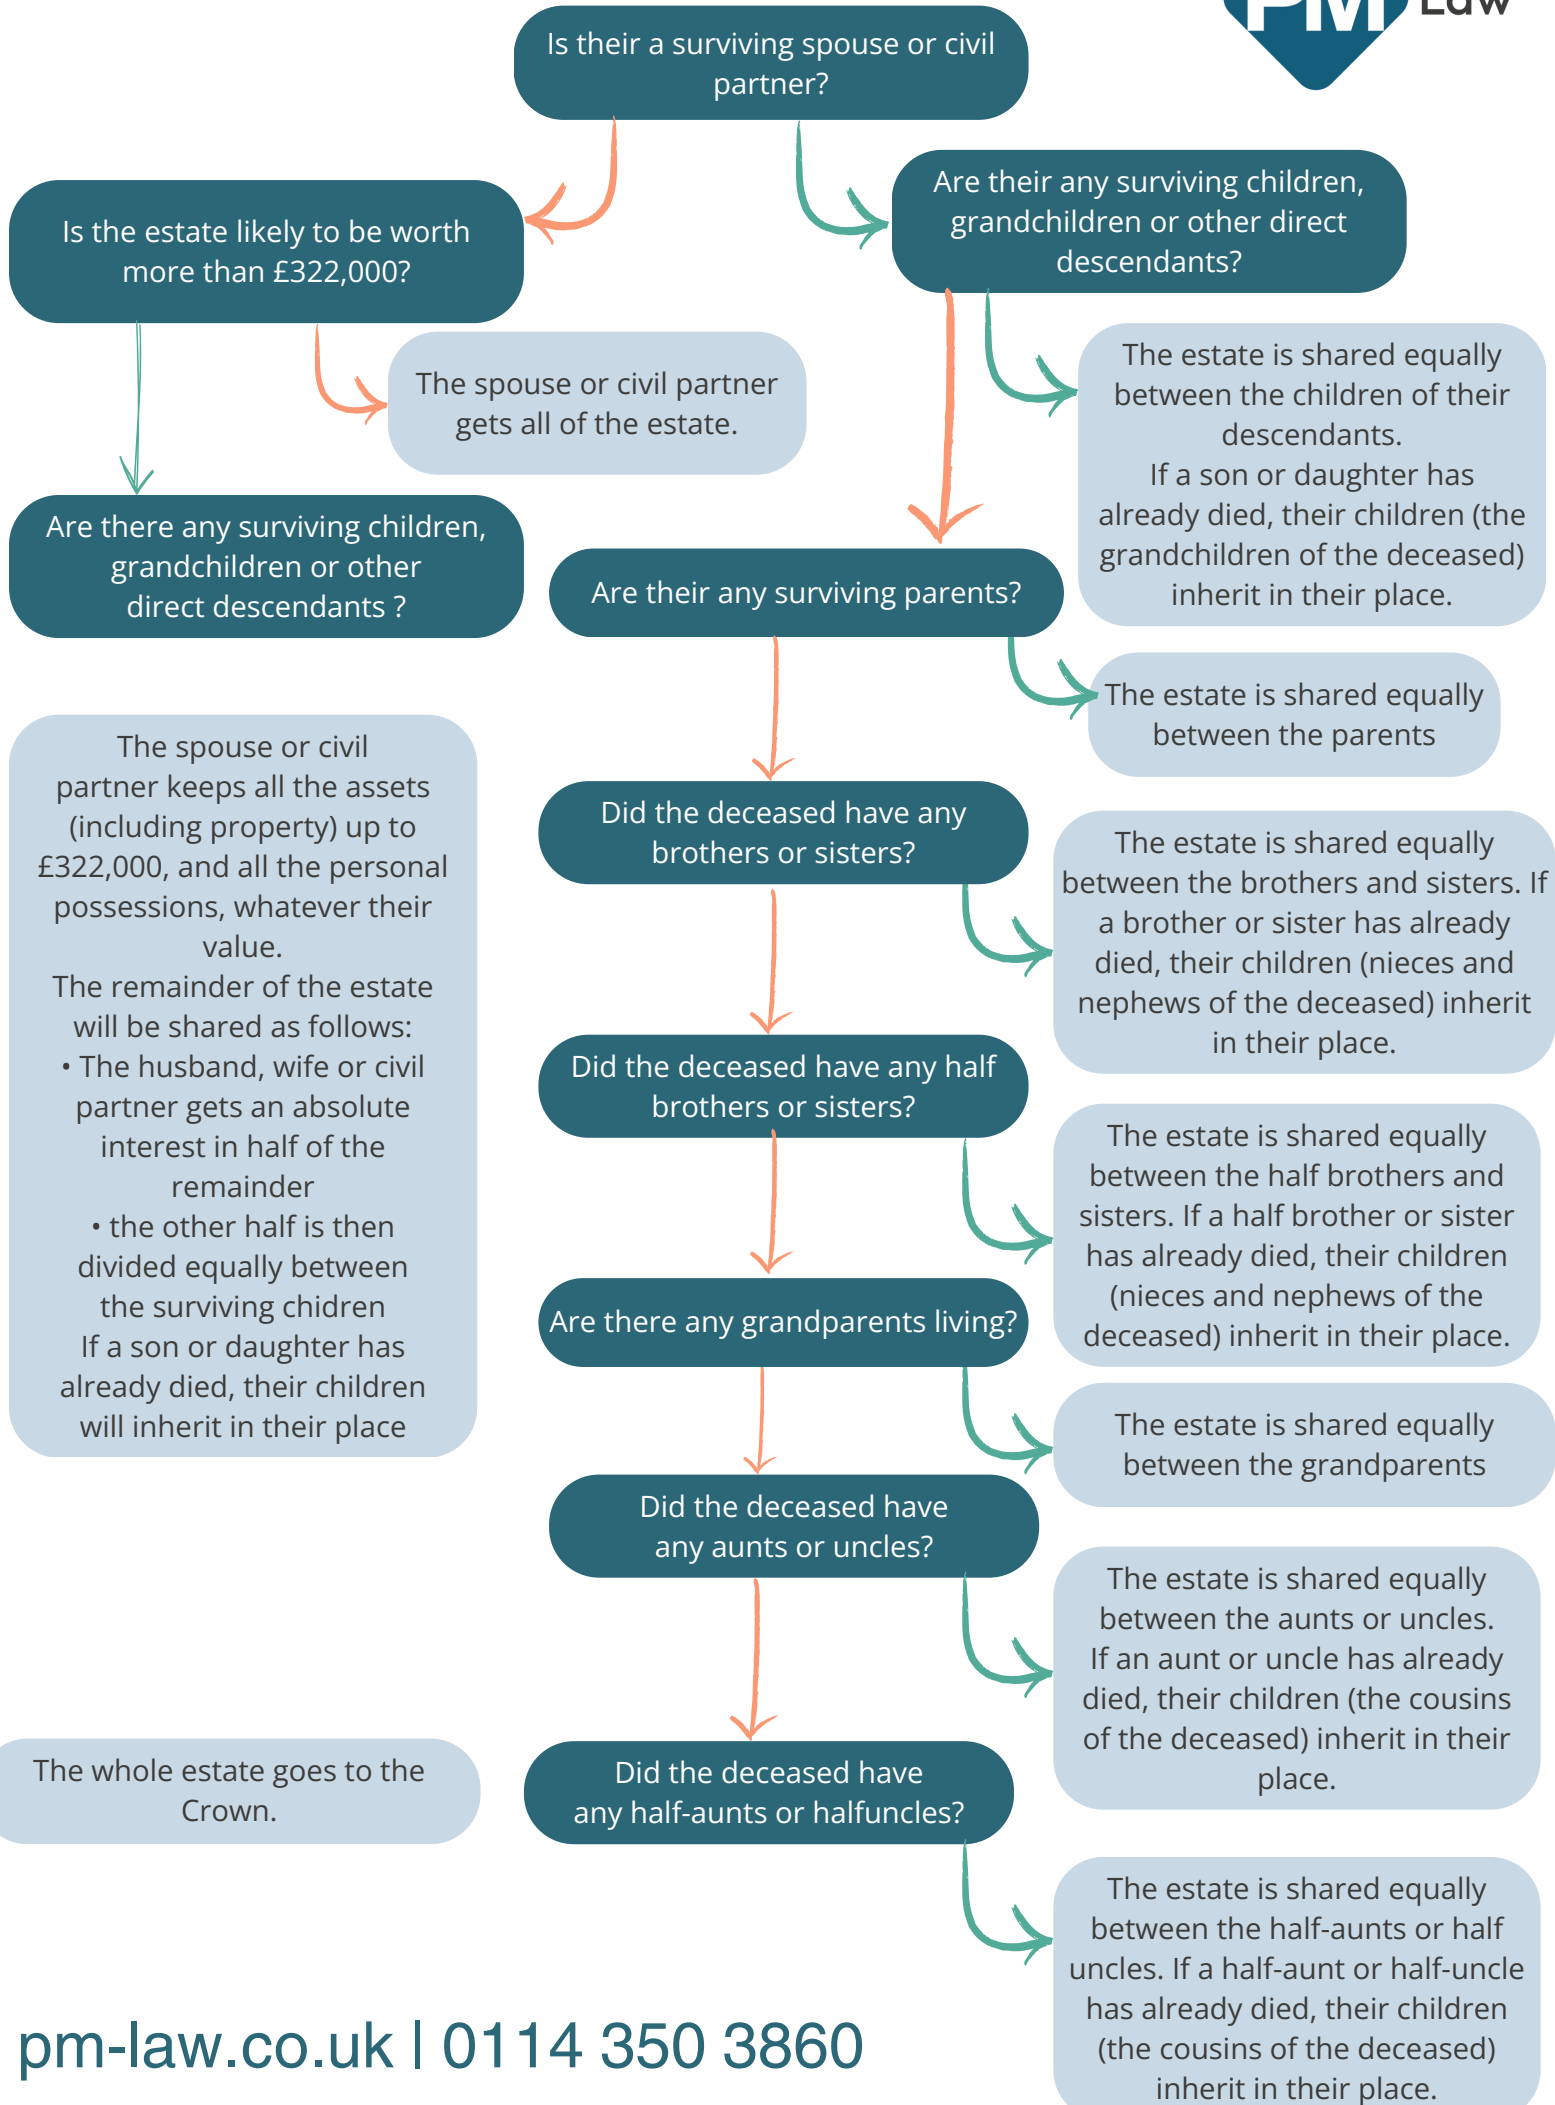 PM Law
Is their a surviving spouse or civil
partner?
Are their any surviving children,
grandchildren or other direct
descendants?
Is the estate likely to be worth
more than £322,000?
The spouse or civil partner
gets all of the estate.
The estate is shared equally
between the children of their
descendants.
If a son or daughter has
already died, their children (the
grandchildren of the deceased)
inherit in their place.
Are there any surviving children,
grandchildren or other
direct descendants ?
Are their any surviving parents?
The estate is shared equally
between the parents
The spouse or civil
partner keeps all the assets
(including property) up to
£322,000, and all the personal
possessions, whatever their
value.
The remainder of the estate
will be shared as follows:
• The husband, wife or civil
partner gets an absolute
interest in half of the
remainder
• the other half is then
divided equally between
the surviving chidren
If a son or daughter has
already died, their children
will inherit in their place
Did the deceased have any
brothers or sisters?
The estate is shared equally
between the brothers and sisters. If
a brother or sister has already
died, their children (nieces and
nephews of the deceased) inherit
in their place.
Did the deceased have any half
brothers or sisters?
The estate is shared equally
between the half brothers and
sisters. If a half brother or sister
has already died, their children
(nieces and nephews of the
deceased) inherit in their place.
Are there any grandparents living?
The estate is shared equally
between the grandparents
Did the deceased have
any aunts or uncles?
The estate is shared equally
between the aunts or uncles.
If an aunt or uncle has already
died, their children (the cousins
of the deceased) inherit in their
place.
The whole estate goes to the
Crown.
Did the deceased have
any half-aunts or halfuncles?
The estate is shared equally
between the half-aunts or half
uncles. If a half-aunt or half-uncle
has already died, their children
(the cousins of the deceased)
inherit in their place.
pm-law.co.uk | 0114 350 3860